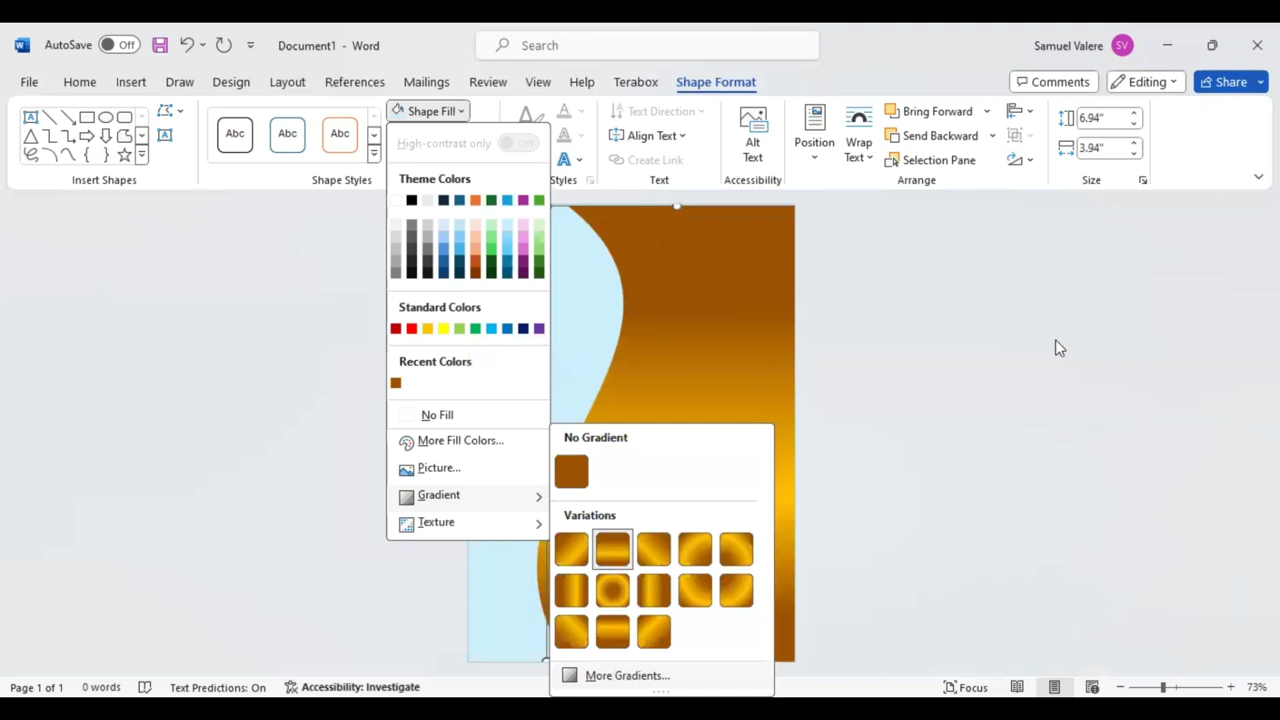 AutoSave Off Document1 - Word Search Samuel Valere SV
File Home Insert Draw Design Layout References Mailings Review View Help Terabox Shape Format Comments Editing Share
Shape Fill Text Direction Bring Forward 6.94"
Abc Abc Abc Align Text Alt Text Position Wrap Text Send Backward
Create Link Selection Pane 3.94"
Insert Shapes Shape Styles Styles Text Accessibility Arrange Size
High-contrast only Off
Theme Colors
Standard Colors
Recent Colors
No Fill
More Fill Colors...
Picture...
Gradient
Texture
No Gradient
Variations
More Gradients...
Page 1 of 1 0 words Text Predictions: On Accessibility: Investigate Focus 73%